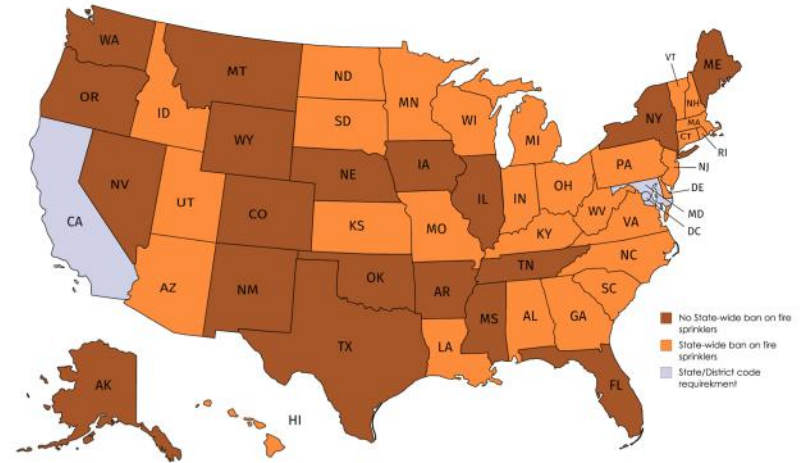 WA
MT
ND
MN
VT
ME
OR
ID
SD
WI
MI
NY
NH
MA
CT
RI
WY
IA
NE
PA
NJ
NV
UT
CO
IL
IN
OH
DE
MD
DC
CA
KS
MO
WV
VA
KY
NC
AZ
NM
OK
AR
TN
SC
MS
AL
GA
TX
LA
FL
AK
HI
No State-wide ban on fire
sprinklers
State-wide ban on fire
sprinklers
State/District code
requirekment